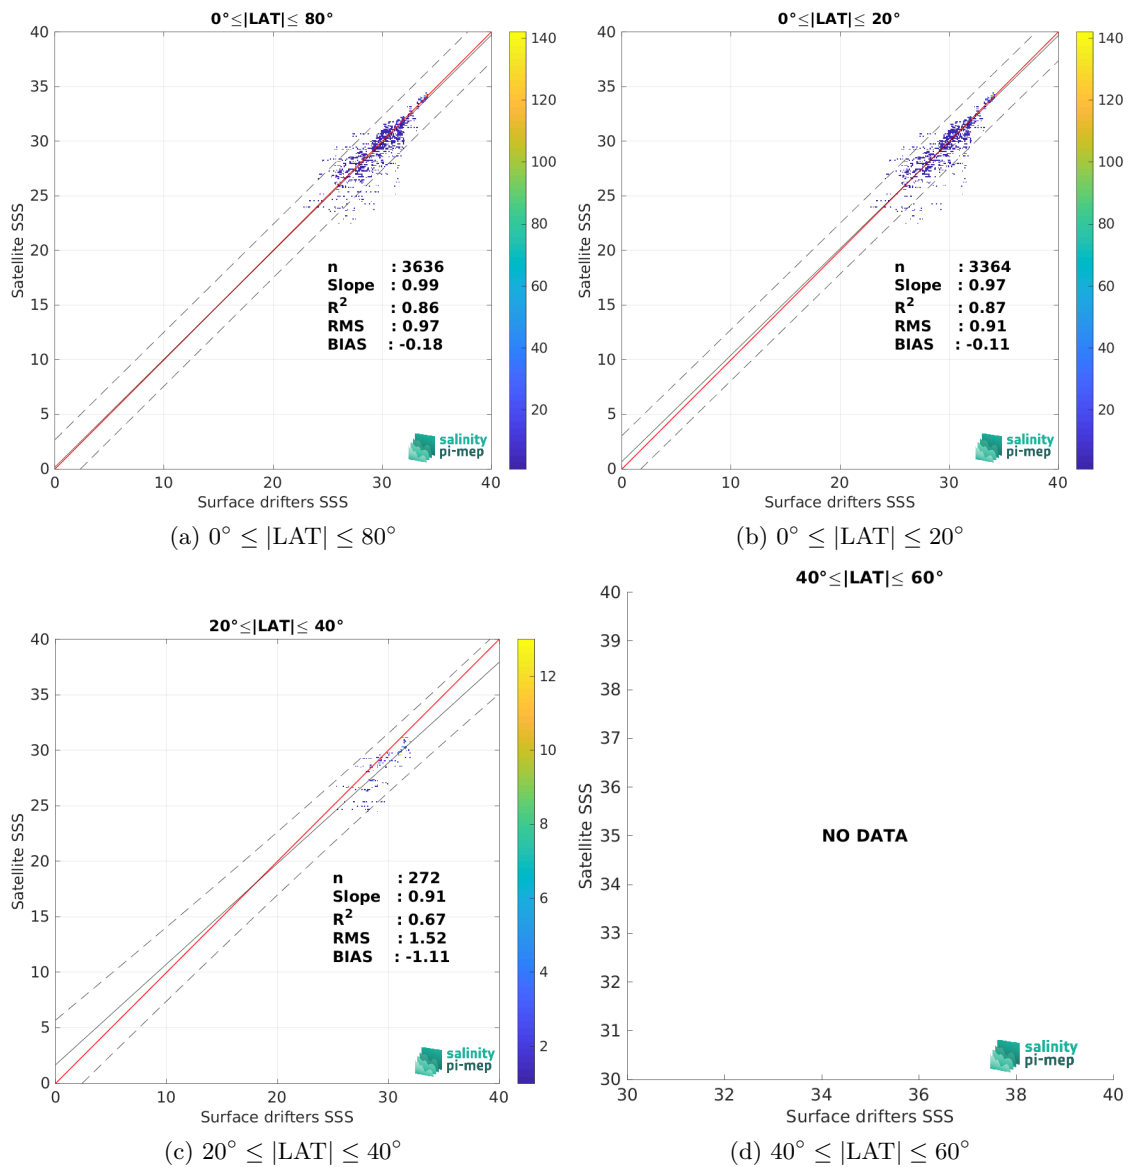 0°≤|LAT|≤ 80°
40
35
30
25
20
15
10
5
0
0
10
20
30
40
Satellite SSS
Surface drifters SSS
n : 3636
Slope : 0.99
R² : 0.86
RMS : 0.97
BIAS : -0.18
140
120
100
80
60
40
20
salinity
pi-mep
(a) 0° ≤ |LAT| ≤ 80°
0°≤|LAT|≤ 20°
40
35
30
25
20
15
10
5
0
0
10
20
30
40
Satellite SSS
Surface drifters SSS
n : 3364
Slope : 0.97
R² : 0.87
RMS : 0.91
BIAS : -0.11
140
120
100
80
60
40
20
salinity
pi-mep
(b) 0° ≤ |LAT| ≤ 20°
20°≤|LAT|≤ 40°
40
35
30
25
20
15
10
5
0
0
10
20
30
40
Satellite SSS
Surface drifters SSS
n : 272
Slope : 0.91
R² : 0.67
RMS : 1.52
BIAS : -1.11
12
10
8
6
4
2
salinity
pi-mep
(c) 20° ≤ |LAT| ≤ 40°
40°≤|LAT|≤ 60°
40
39
38
37
36
35
34
33
32
31
30
30
32
34
36
38
40
Satellite SSS
Surface drifters SSS
NO DATA
salinity
pi-mep
(d) 40° ≤ |LAT| ≤ 60°